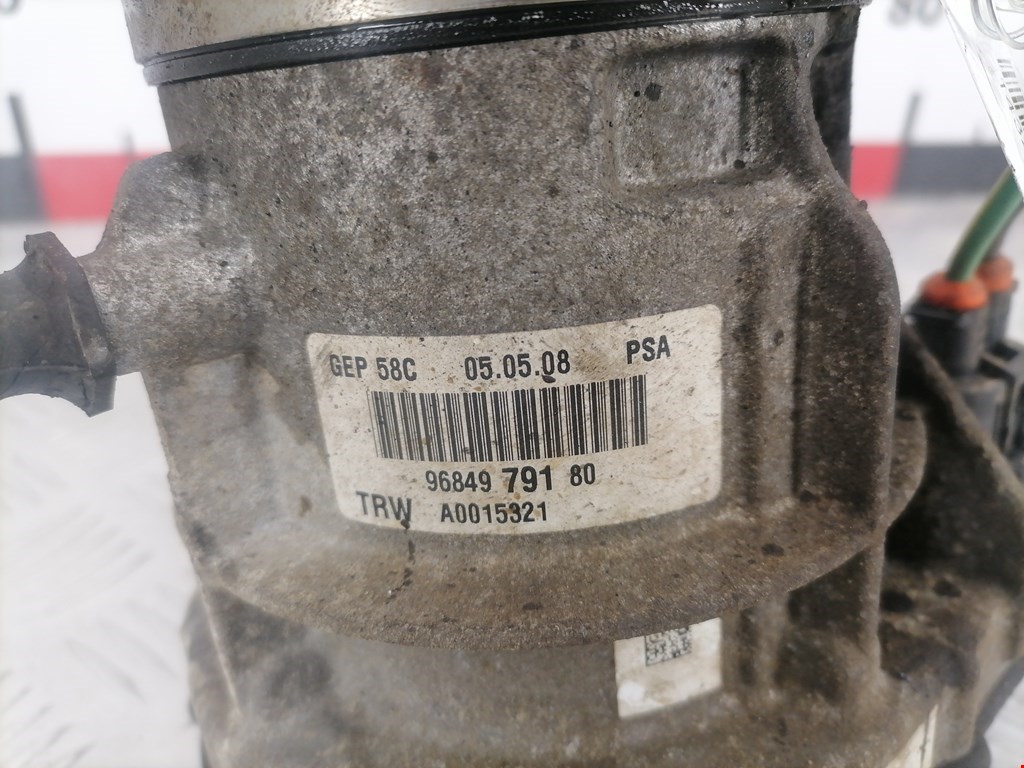 GEP 58C 05.05.08 PSA
96849 791 80
TRW A0015321